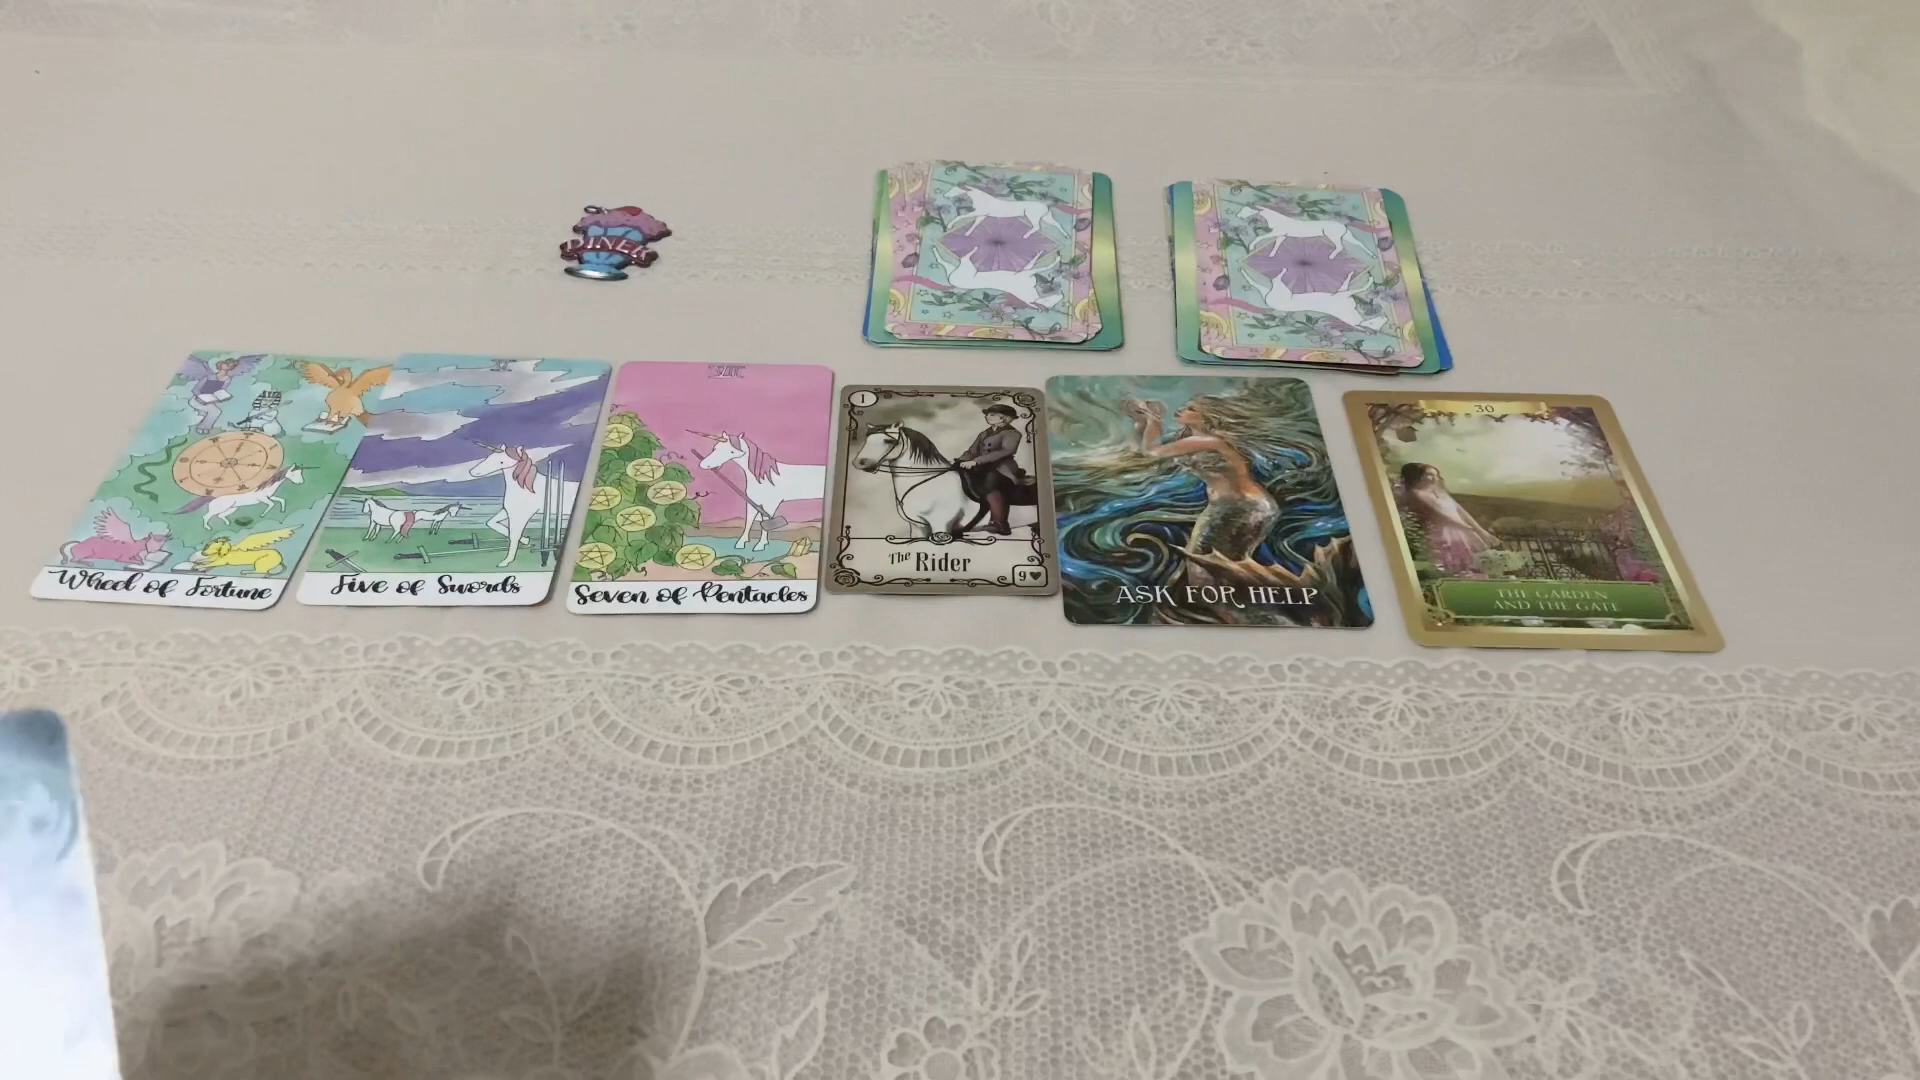 DINER
V
VII
Wheel of Fortune
Five of Swords
Seven of Pentacles
1
The Rider
9♥
ASK FOR HELP
30
THE GARDEN
AND THE GATE